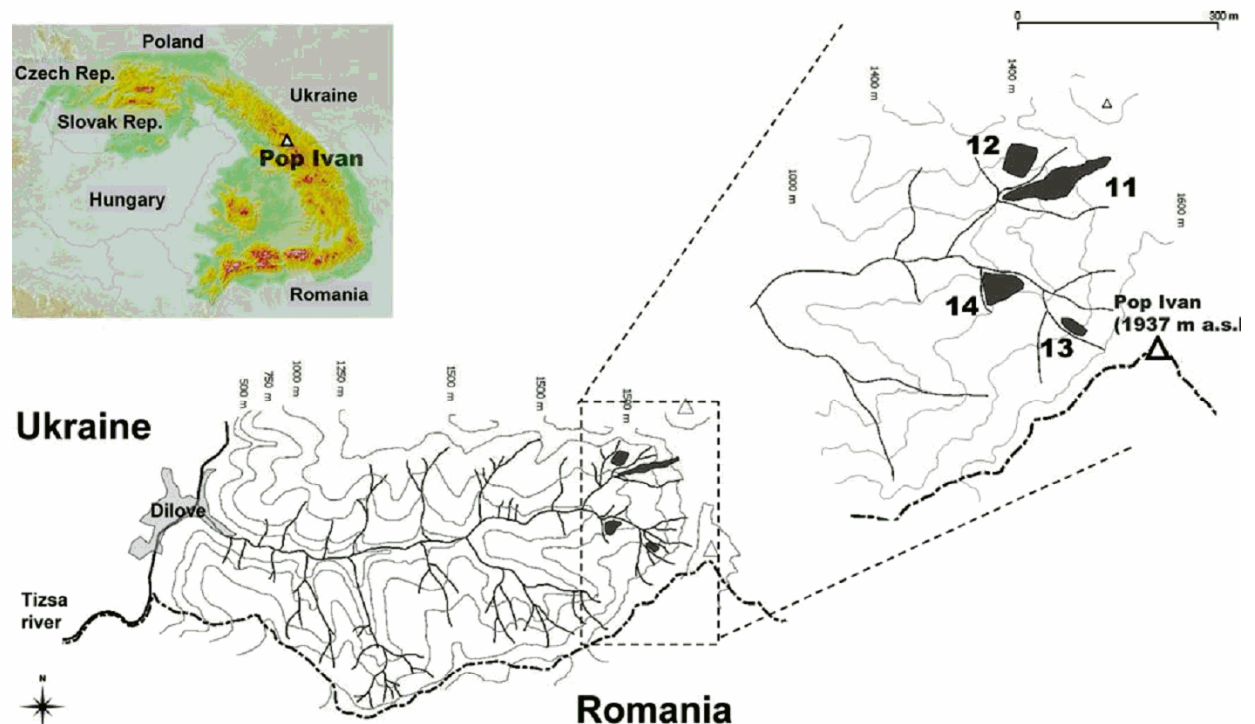 Poland
Czech Rep.
Ukraine
Slovak Rep.
Pop Ivan
Hungary
Romania
0 300 m
1400 m
1400 m
12
11
1000 m
1600 m
14
13
Pop Ivan
(1937 m a.s.l
500 m
750 m
1000 m
1250 m
1500 m
1500 m
1500 m
Ukraine
Dilove
Tizsa
river
N
Romania